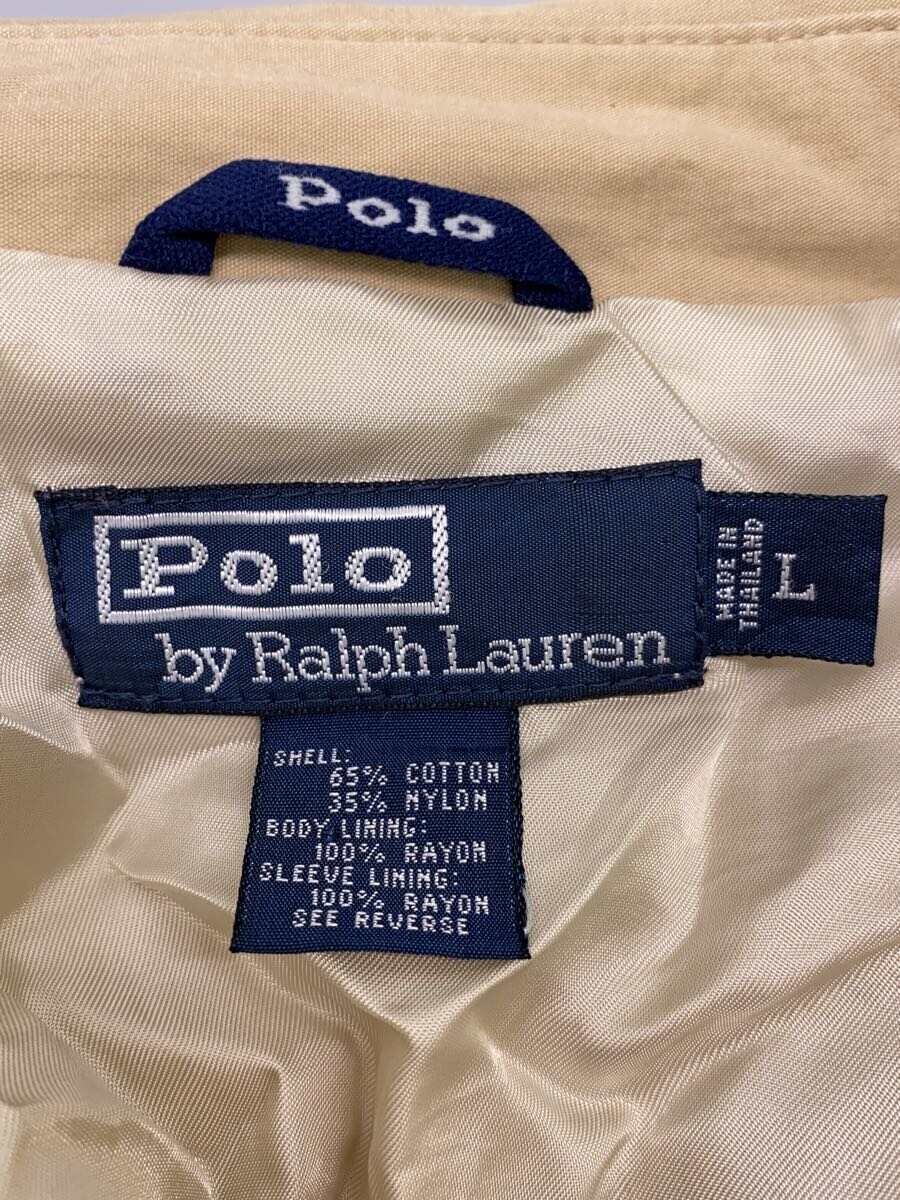 Polo
Polo
by Ralph Lauren
MADE IN
THAILAND
L
SHELL:
65% COTTON
35% NYLON
BODY LINING:
100% RAYON
SLEEVE LINING:
100% RAYON
SEE REVERSE